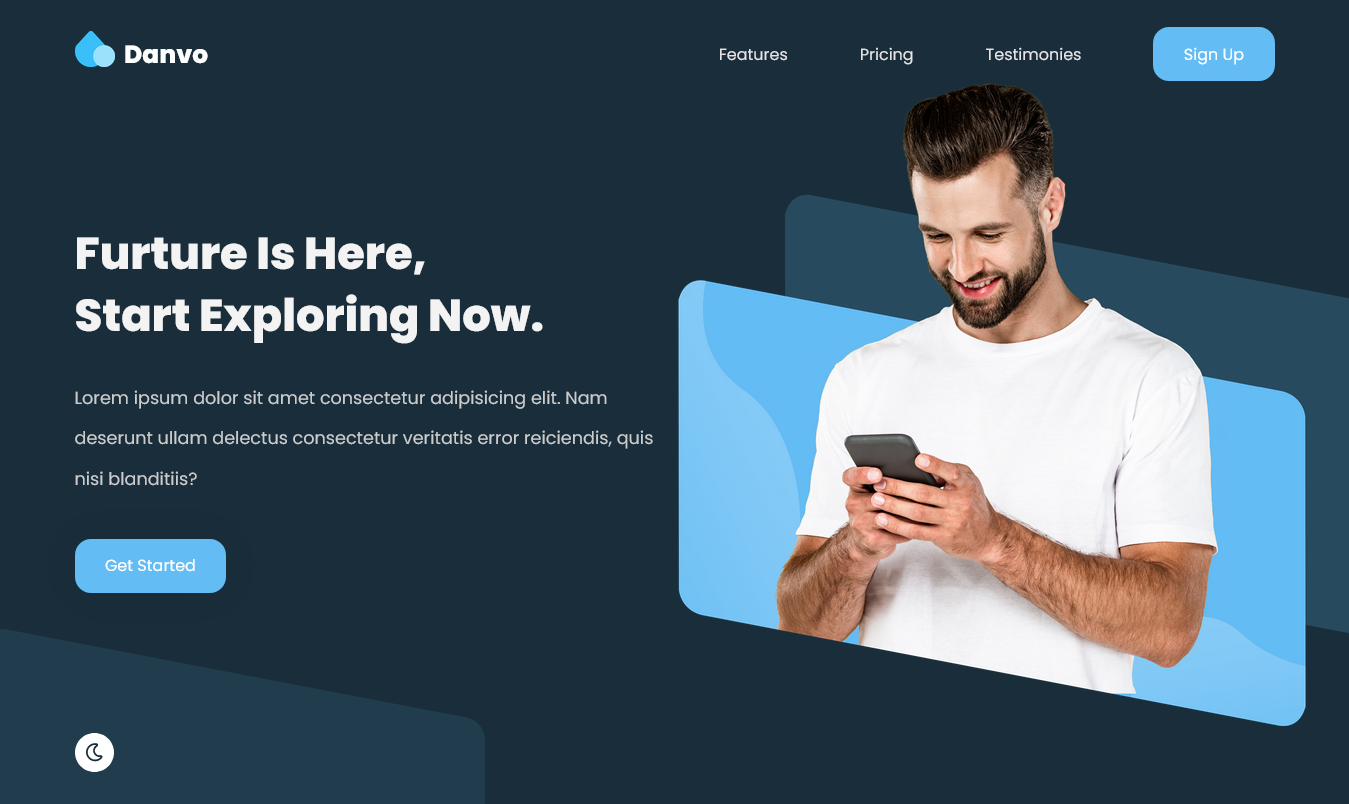 Danvo
Features
Pricing
Testimonies
Sign Up
Furture Is Here,
Start Exploring Now.
Lorem ipsum dolor sit amet consectetur adipisicing elit. Nam
deserunt ullam delectus consectetur veritatis error reiciendis, quis
nisi blanditiis?
Get Started